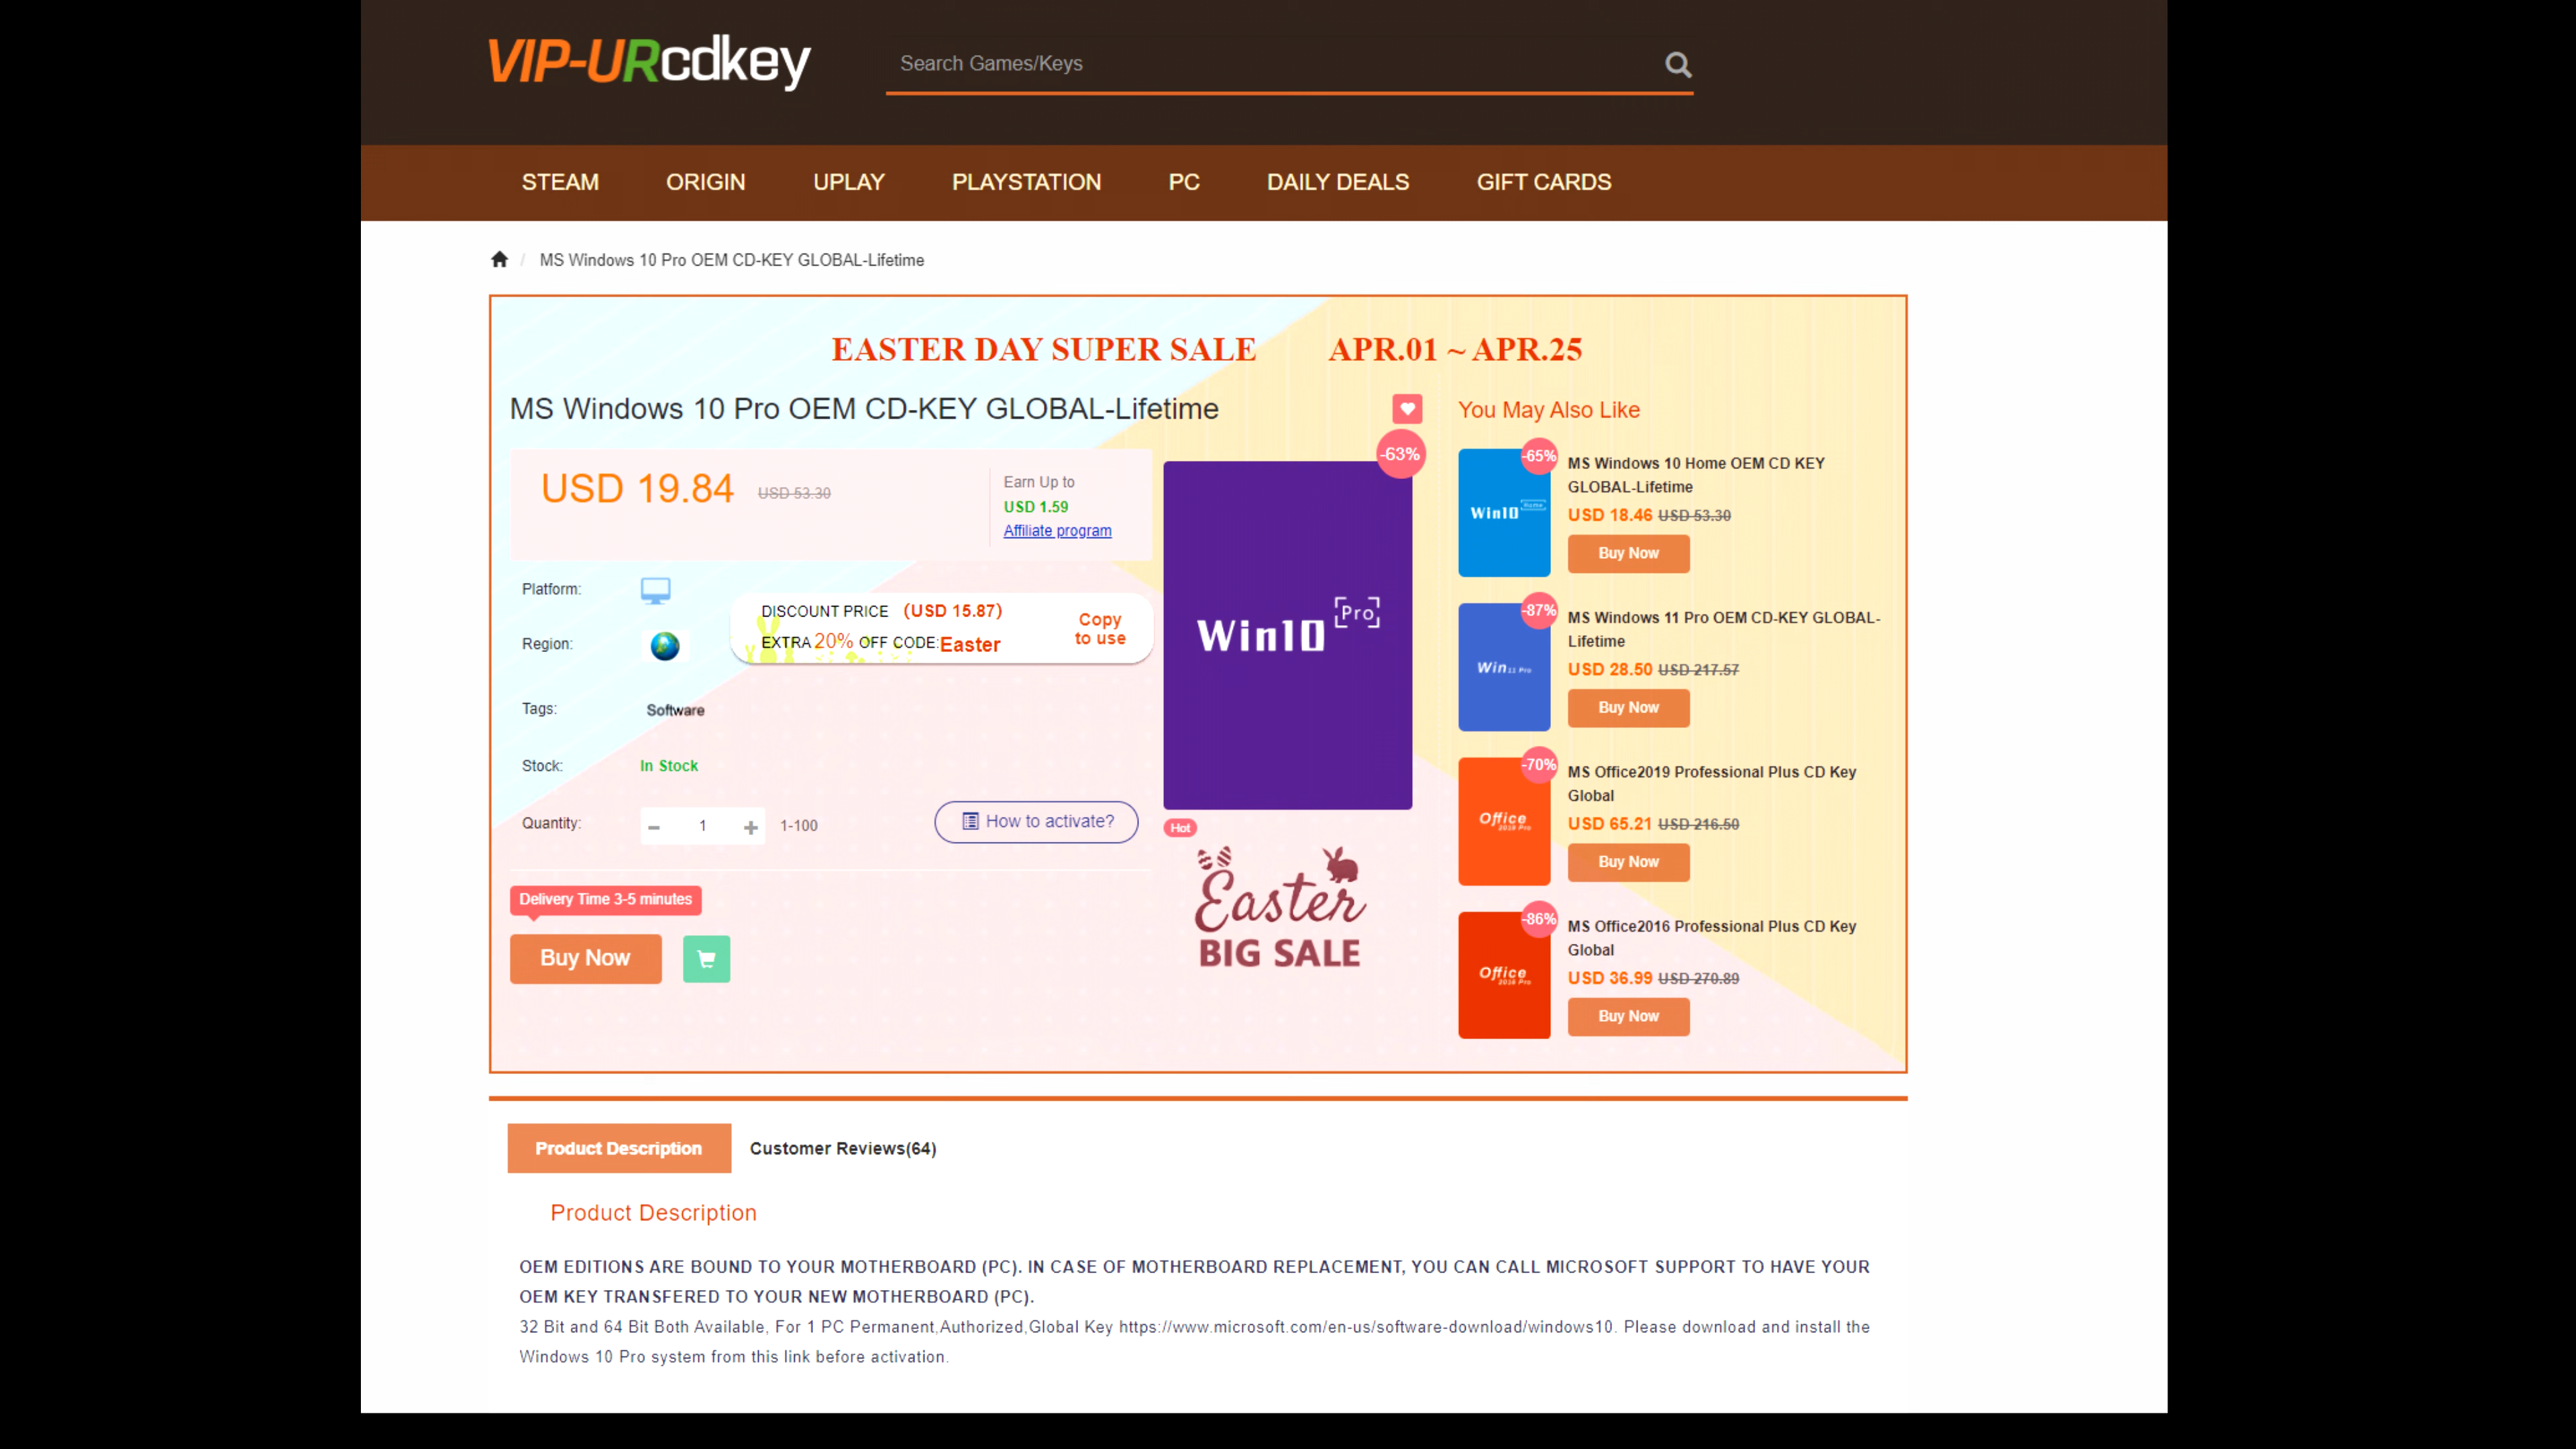 VIP-URcdkey
Search Games/Keys
STEAM ORIGIN UPLAY PLAYSTATION PC DAILY DEALS GIFT CARDS
/ MS Windows 10 Pro OEM CD-KEY GLOBAL-Lifetime
EASTER DAY SUPER SALE APR.01 ~ APR.25
MS Windows 10 Pro OEM CD-KEY GLOBAL-Lifetime
USD 19.84 USD 53.30
Earn Up to
USD 1.59
Affiliate program
Platform:
Region:
DISCOUNT PRICE (USD 15.87)
EXTRA 20% OFF CODE:Easter
Copy
to use
Tags: Software
Stock: In Stock
Quantity: − 1 + 1-100
How to activate?
Delivery Time 3-5 minutes
Buy Now
-63%
Win10 [Pro]
Hot
Easter
BIG SALE
You May Also Like
-65%
Win10 Home
MS Windows 10 Home OEM CD KEY
GLOBAL-Lifetime
USD 18.46 USD 53.30
Buy Now
-87%
Win 11 Pro
MS Windows 11 Pro OEM CD-KEY GLOBAL-
Lifetime
USD 28.50 USD 217.57
Buy Now
-70%
Office
2019 Pro
MS Office2019 Professional Plus CD Key
Global
USD 65.21 USD 216.50
Buy Now
-86%
Office
2016 Pro
MS Office2016 Professional Plus CD Key
Global
USD 36.99 USD 270.89
Buy Now
Product Description Customer Reviews(64)
Product Description
OEM EDITIONS ARE BOUND TO YOUR MOTHERBOARD (PC). IN CASE OF MOTHERBOARD REPLACEMENT, YOU CAN CALL MICROSOFT SUPPORT TO HAVE YOUR
OEM KEY TRANSFERED TO YOUR NEW MOTHERBOARD (PC).
32 Bit and 64 Bit Both Available, For 1 PC Permanent,Authorized,Global Key https://www.microsoft.com/en-us/software-download/windows10. Please download and install the
Windows 10 Pro system from this link before activation.